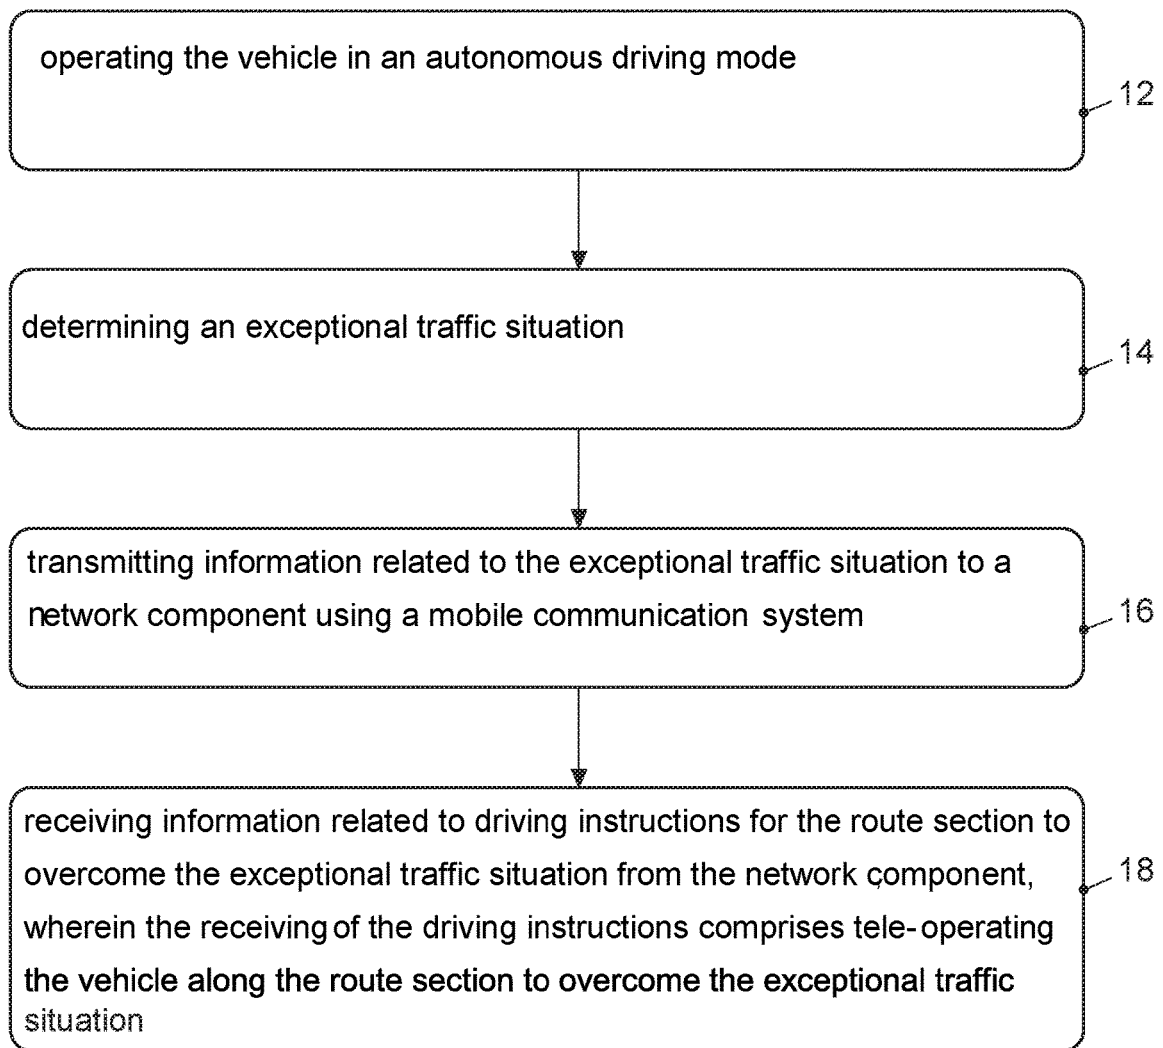 operating the vehicle in an autonomous driving mode
12
determining an exceptional traffic situation
14
transmitting information related to the exceptional traffic situation to a
network component using a mobile communication system
16
receiving information related to driving instructions for the route section to
overcome the exceptional traffic situation from the network component,
18
wherein the receiving of the driving instructions comprises tele-operating
the vehicle along the route section to overcome the exceptional traffic
situation